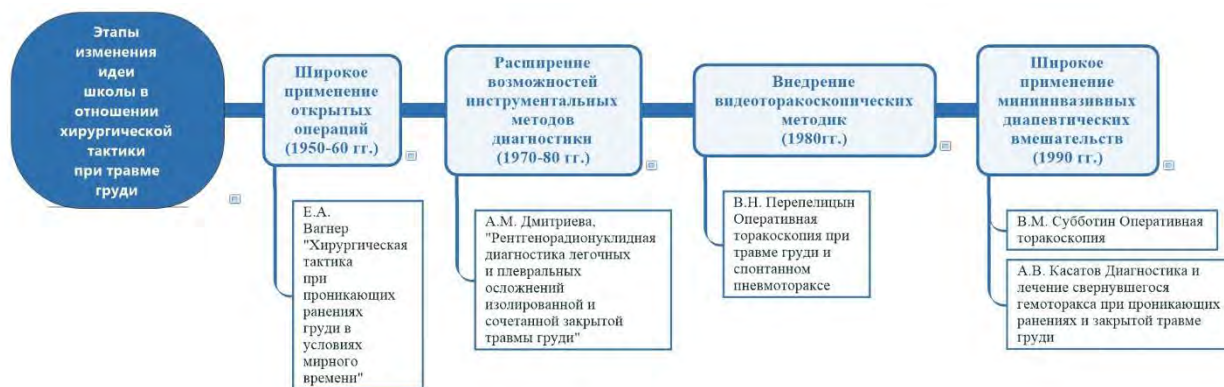 Этапы
изменения
идеи
школы в
отношении
хирургической
тактики
при травме
груди
Широкое
применение
открытых
операций
(1950-60 гг.)
Е.А.
Вагнер
"Хирургическая
тактика
при
проникающих
ранениях
груди в
условиях
мирного
времени"
Расширение
возможностей
инструментальных
методов
диагностики
(1970-80 гг.)
А.М. Дмитриева,
"Рентгенорадионуклидная
диагностика легочных
и плевральных
осложнений
изолированной и
сочетанной закрытой
травмы груди"
Внедрение
видеоторакоскопических
методик
(1980гг.)
В.Н. Перепелицын
Оперативная
торакоскопия при
травме груди и
спонтанном
пневмотораксе
Широкое
применение
мининвазивных
диапевтических
вмешательств
(1990 гг.)
В.М. Субботин Оперативная
торакоскопия
А.В. Касатов Диагностика и
лечение свернувшегося
гемоторакса при проникающих
ранениях и закрытой травме
груди